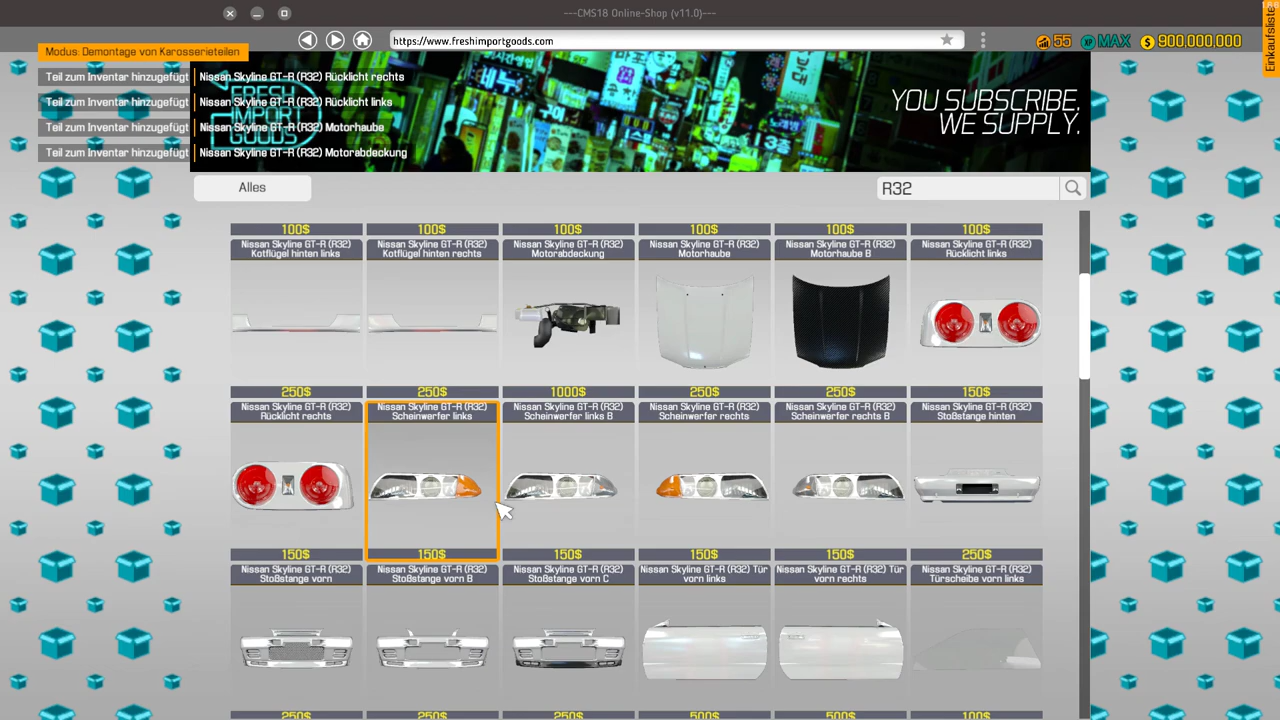 ---CMS18 Online-Shop (v11.0)---
https://www.freshimportgoods.com
55 XP MAX $ 900,000,000
Einkaufsliste
Modus: Demontage von Karosserieteilen
Teil zum Inventar hinzugefügt Nissan Skyline GT-R (R32) Rücklicht rechts
Teil zum Inventar hinzugefügt Nissan Skyline GT-R (R32) Rücklicht links
Teil zum Inventar hinzugefügt Nissan Skyline GT-R (R32) Motorhaube
Teil zum Inventar hinzugefügt Nissan Skyline GT-R (R32) Motorabdeckung
FRESH
IMPORT
GOODS
YOU SUBSCRIBE.
WE SUPPLY.
Alles
R32
100$ 100$ 100$ 100$ 100$ 100$
Nissan Skyline GT-R (R32) Kotflügel hinten links
Nissan Skyline GT-R (R32) Kotflügel hinten rechts
Nissan Skyline GT-R (R32) Motorabdeckung
Nissan Skyline GT-R (R32) Motorhaube
Nissan Skyline GT-R (R32) Motorhaube B
Nissan Skyline GT-R (R32) Rücklicht links
250$ 250$ 1000$ 250$ 250$ 150$
Nissan Skyline GT-R (R32) Rücklicht rechts
Nissan Skyline GT-R (R32) Scheinwerfer links
Nissan Skyline GT-R (R32) Scheinwerfer links B
Nissan Skyline GT-R (R32) Scheinwerfer rechts
Nissan Skyline GT-R (R32) Scheinwerfer rechts B
Nissan Skyline GT-R (R32) Stoßstange hinten
150$ 150$ 150$ 150$ 150$ 250$
Nissan Skyline GT-R (R32) Stoßstange vorn
Nissan Skyline GT-R (R32) Stoßstange vorn B
Nissan Skyline GT-R (R32) Stoßstange vorn C
Nissan Skyline GT-R (R32) Tür vorn links
Nissan Skyline GT-R (R32) Tür vorn rechts
Nissan Skyline GT-R (R32) Türscheibe vorn links
250$ 250$ 250$ 500$ 500$ 100$